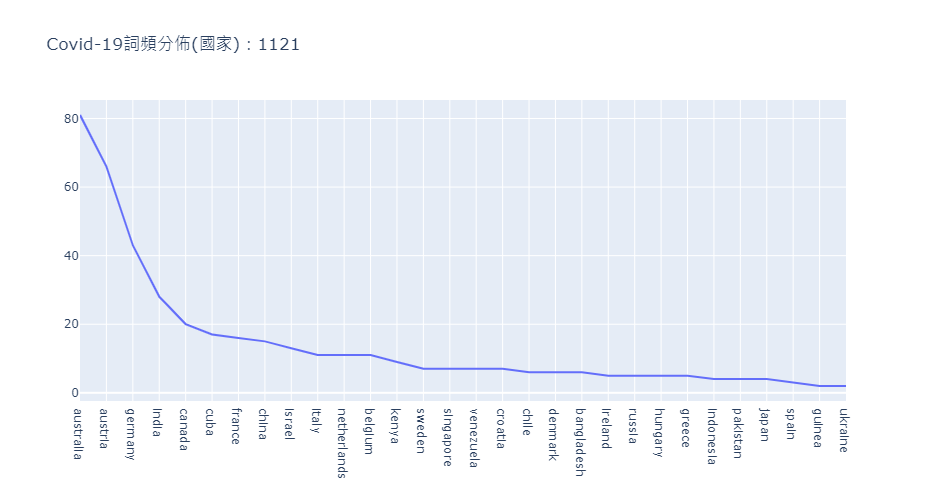 Covid-19詞頻分佈(國家) : 1121
80
60
40
20
0
australia
austria
germany
india
canada
cuba
france
china
israel
italy
netherlands
belgium
kenya
sweden
singapore
venezuela
croatia
chile
denmark
bangladesh
ireland
russia
hungary
greece
indonesia
pakistan
japan
spain
guinea
ukraine